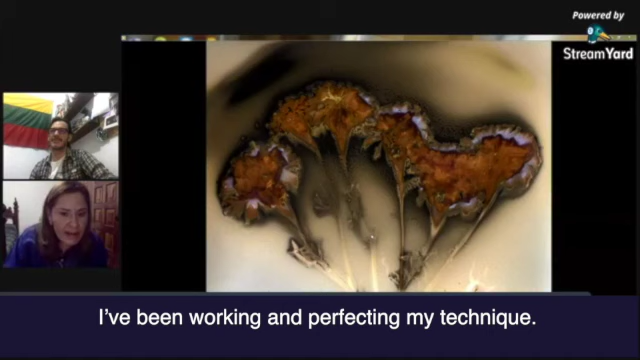 Powered by
StreamYard
I've been working and perfecting my technique.